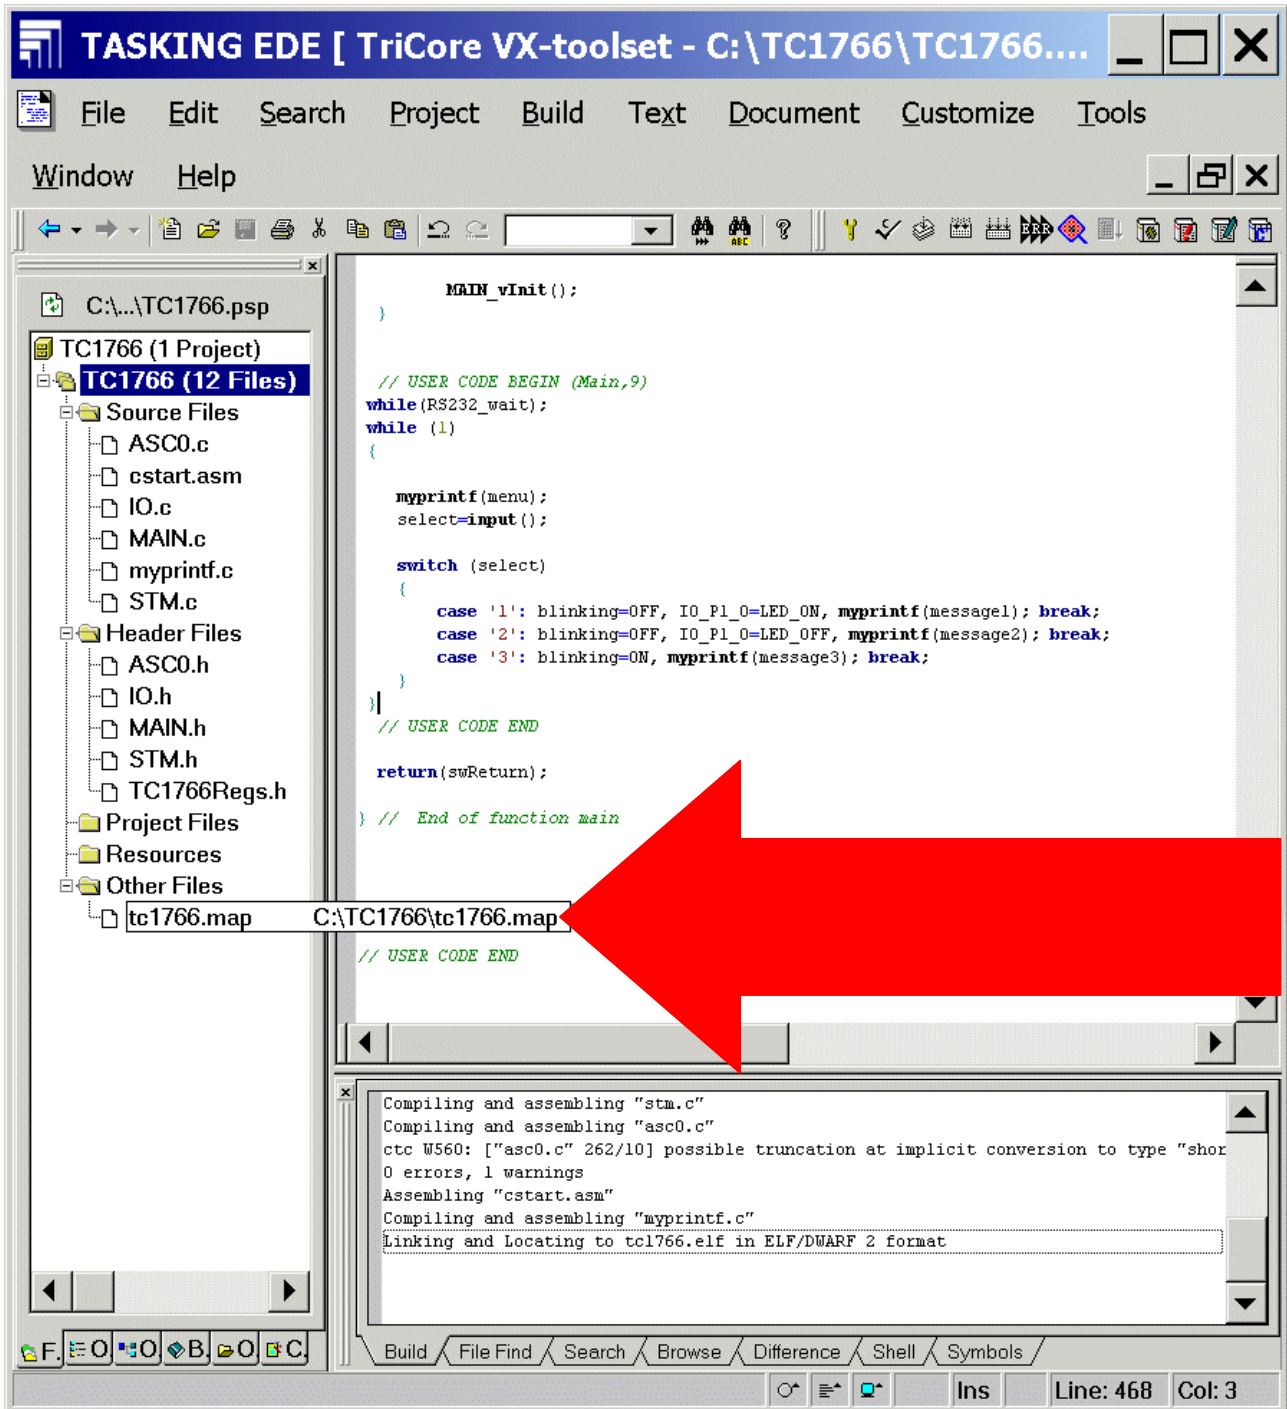 TASKING EDE [ TriCore VX-toolset - C:\TC1766\TC1766....
File Edit Search Project Build Text Document Customize Tools
Window Help
C:\...\TC1766.psp
TC1766 (1 Project)
TC1766 (12 Files)
Source Files
ASC0.c
cstart.asm
IO.c
MAIN.c
myprintf.c
STM.c
Header Files
ASC0.h
IO.h
MAIN.h
STM.h
TC1766Regs.h
Project Files
Resources
Other Files
tc1766.map C:\TC1766\tc1766.map
F. O. O. B. O. C.
MAIN_vInit();
}
// USER CODE BEGIN (Main,9)
while(RS232_wait);
while (1)
{
myprintf(menu);
select=input();
switch (select)
{
case '1': blinking=OFF, IO_P1_0=LED_ON, myprintf(message1); break;
case '2': blinking=OFF, IO_P1_0=LED_OFF, myprintf(message2); break;
case '3': blinking=ON, myprintf(message3); break;
}
}
// USER CODE END
return(swReturn);
} // End of function main
// USER CODE END
Compiling and assembling "stm.c"
Compiling and assembling "asc0.c"
ctc W560: ["asc0.c" 262/10] possible truncation at implicit conversion to type "shor
0 errors, 1 warnings
Assembling "cstart.asm"
Compiling and assembling "myprintf.c"
Linking and Locating to tc1766.elf in ELF/DWARF 2 format
Build File Find Search Browse Difference Shell Symbols
Ins Line: 468 Col: 3